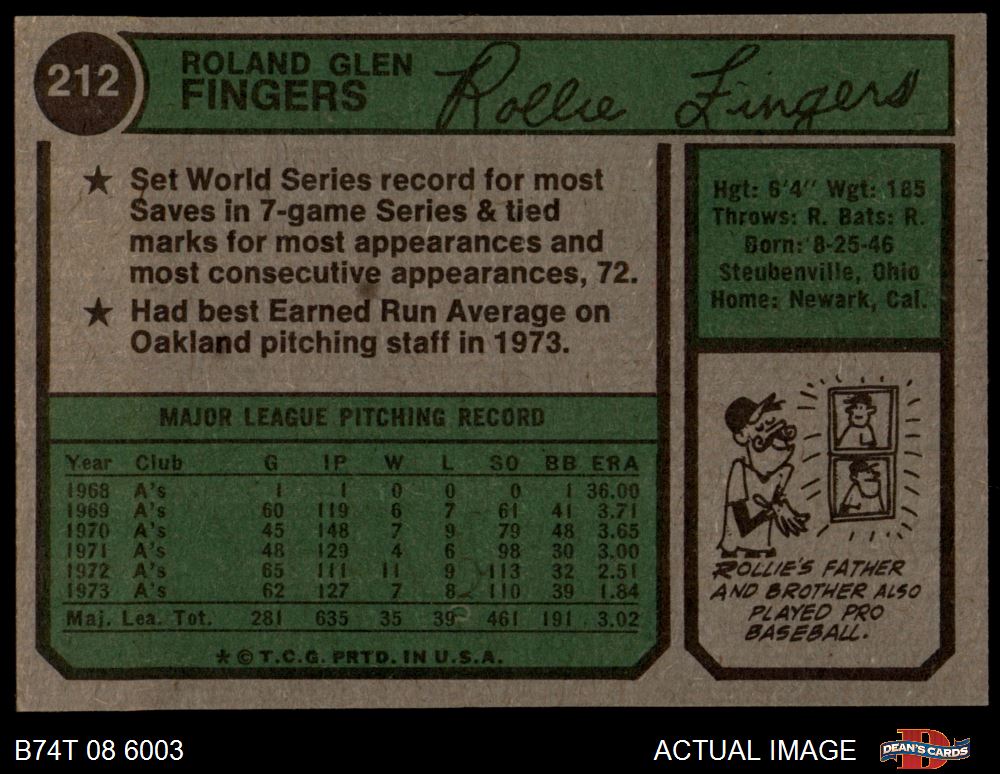 212
ROLAND GLEN
FINGERS
Rollie Fingers
★ Set World Series record for most
Saves in 7-game Series & tied
marks for most appearances and
most consecutive appearances, 72.
★ Had best Earned Run Average on
Oakland pitching staff in 1973.
Hgt: 6'4" Wgt: 185
Throws: R. Bats: R.
Born: 8-25-46
Steubenville, Ohio
Home: Newark, Cal.
MAJOR LEAGUE PITCHING RECORD
Year Club G IP W L SO BB ERA
1968 A's 1 1 0 0 0 1 36.00
1969 A's 60 119 6 7 61 41 3.71
1970 A's 45 148 7 9 79 48 3.65
1971 A's 48 129 4 6 98 30 3.00
1972 A's 65 111 11 9 113 32 2.51
1973 A's 62 127 7 8 110 39 1.84
Maj. Lea. Tot. 281 635 35 39 461 191 3.02
* © T.C.G. PRTD. IN U.S.A.
ROLLIE'S FATHER
AND BROTHER ALSO
PLAYED PRO
BASEBALL.
B74T 08 6003
ACTUAL IMAGE
DEAN'S CARDS